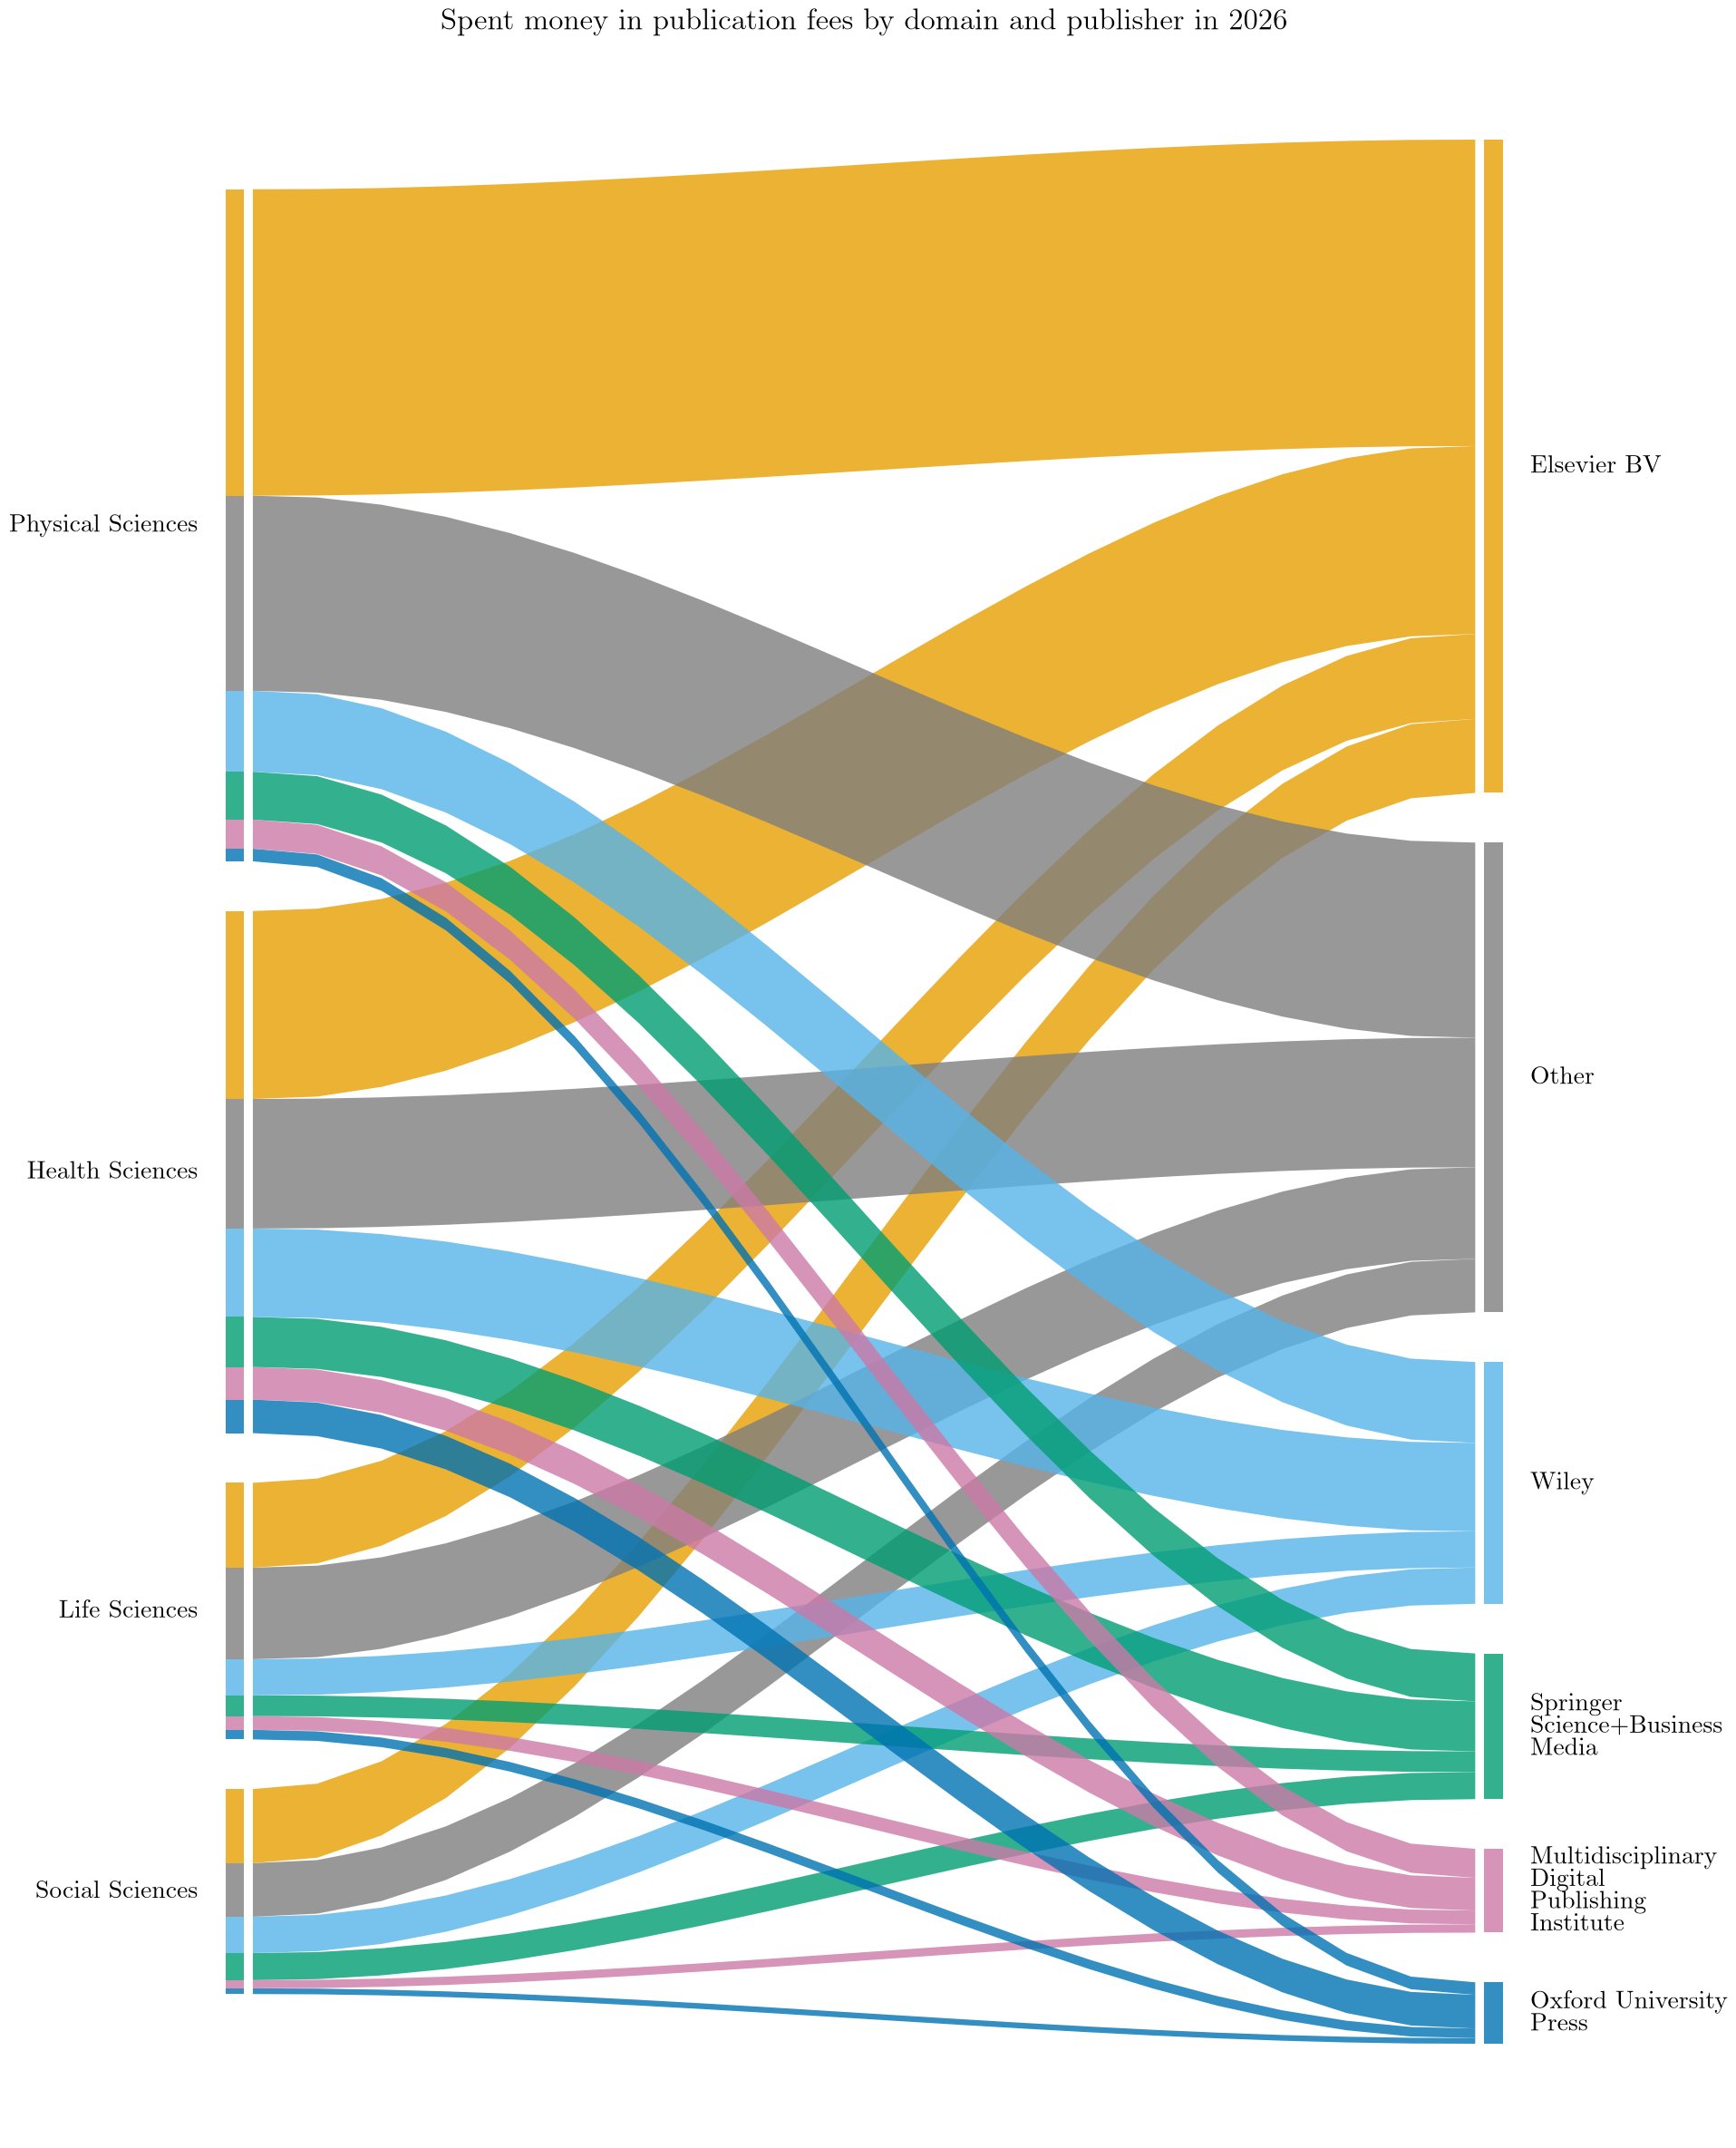 Spent money in publication fees by domain and publisher in 2026
Physical Sciences
Health Sciences
Life Sciences
Social Sciences
Elsevier BV
Other
Wiley
Springer
Science+Business
Media
Multidisciplinary
Digital
Publishing
Institute
Oxford University
Press